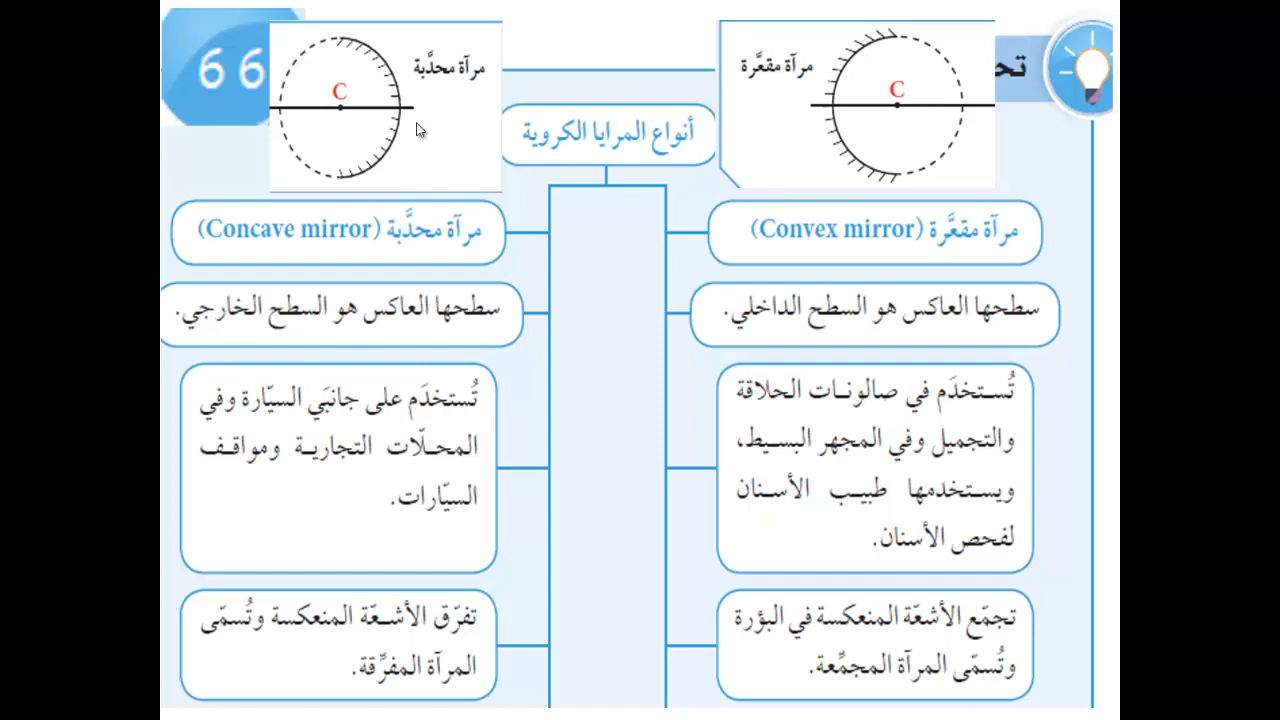 تح
66
مرآة مقعَّرة
C
مرآة محدَّبة
C
أنواع المرايا الكروية
مرآة مقعَّرة (Convex mirror)
سطحها العاكس هو السطح الداخلي.
تُستخدَم في صالونات الحلاقة
والتجميل وفي المجهر البسيط،
ويستخدمها طبيب الأسنان
لفحص الأسنان.
تجمّع الأشعّة المنعكسة في البؤرة
وتُسمّى المرآة المجمِّعة.
مرآة محدَّبة (Concave mirror)
سطحها العاكس هو السطح الخارجي.
تُستخدَم على جانبَي السيّارة وفي
المحلّات التجارية ومواقف
السيّارات.
تفرّق الأشعّة المنعكسة وتُسمّى
المرآة المفرِّقة.